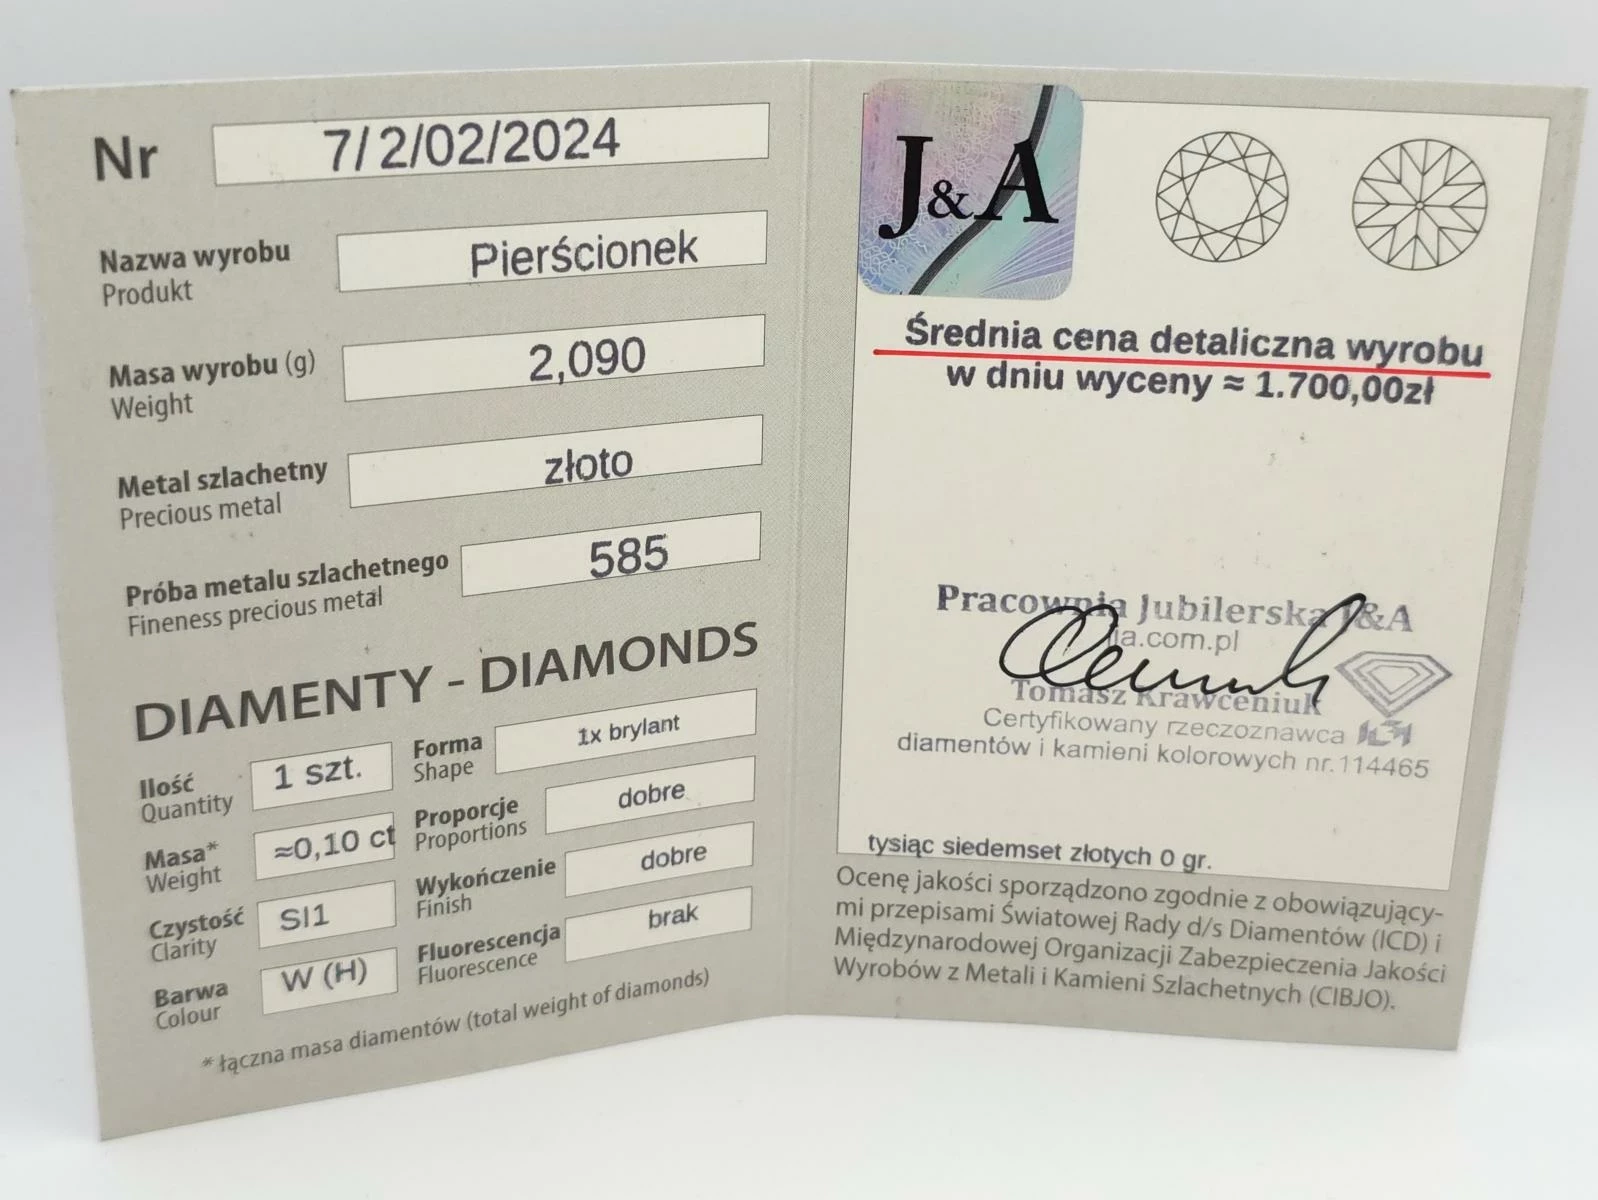 Nr 7/2/02/2024
Nazwa wyrobu Pierścionek
Produkt
Masa wyrobu (g) 2,090
Weight
Metal szlachetny złoto
Precious metal
Próba metalu szlachetnego 585
Fineness precious metal
DIAMENTY - DIAMONDS
Ilość 1 szt.
Quantity
Forma 1x brylant
Shape
Masa* ≈0,10 ct
Weight
Proporcje dobre
Proportions
Czystość SI1
Clarity
Wykończenie dobre
Finish
Barwa W (H)
Colour
Fluorescencja brak
Fluorescence
* łączna masa diamentów (total weight of diamonds)
J&A
Średnia cena detaliczna wyrobu
w dniu wyceny ≈ 1.700,00zł
Pracownia Jubilerska J&A
ja.com.pl
Tomasz Krawceniuk
Certyfikowany rzeczoznawca
diamentów i kamieni kolorowych nr.114465
tysiąc siedemset złotych 0 gr.
Ocenę jakości sporządzono zgodnie z obowiązujący-
mi przepisami Światowej Rady d/s Diamentów (ICD) i
Międzynarodowej Organizacji Zabezpieczenia Jakości
Wyrobów z Metali i Kamieni Szlachetnych (CIBJO).